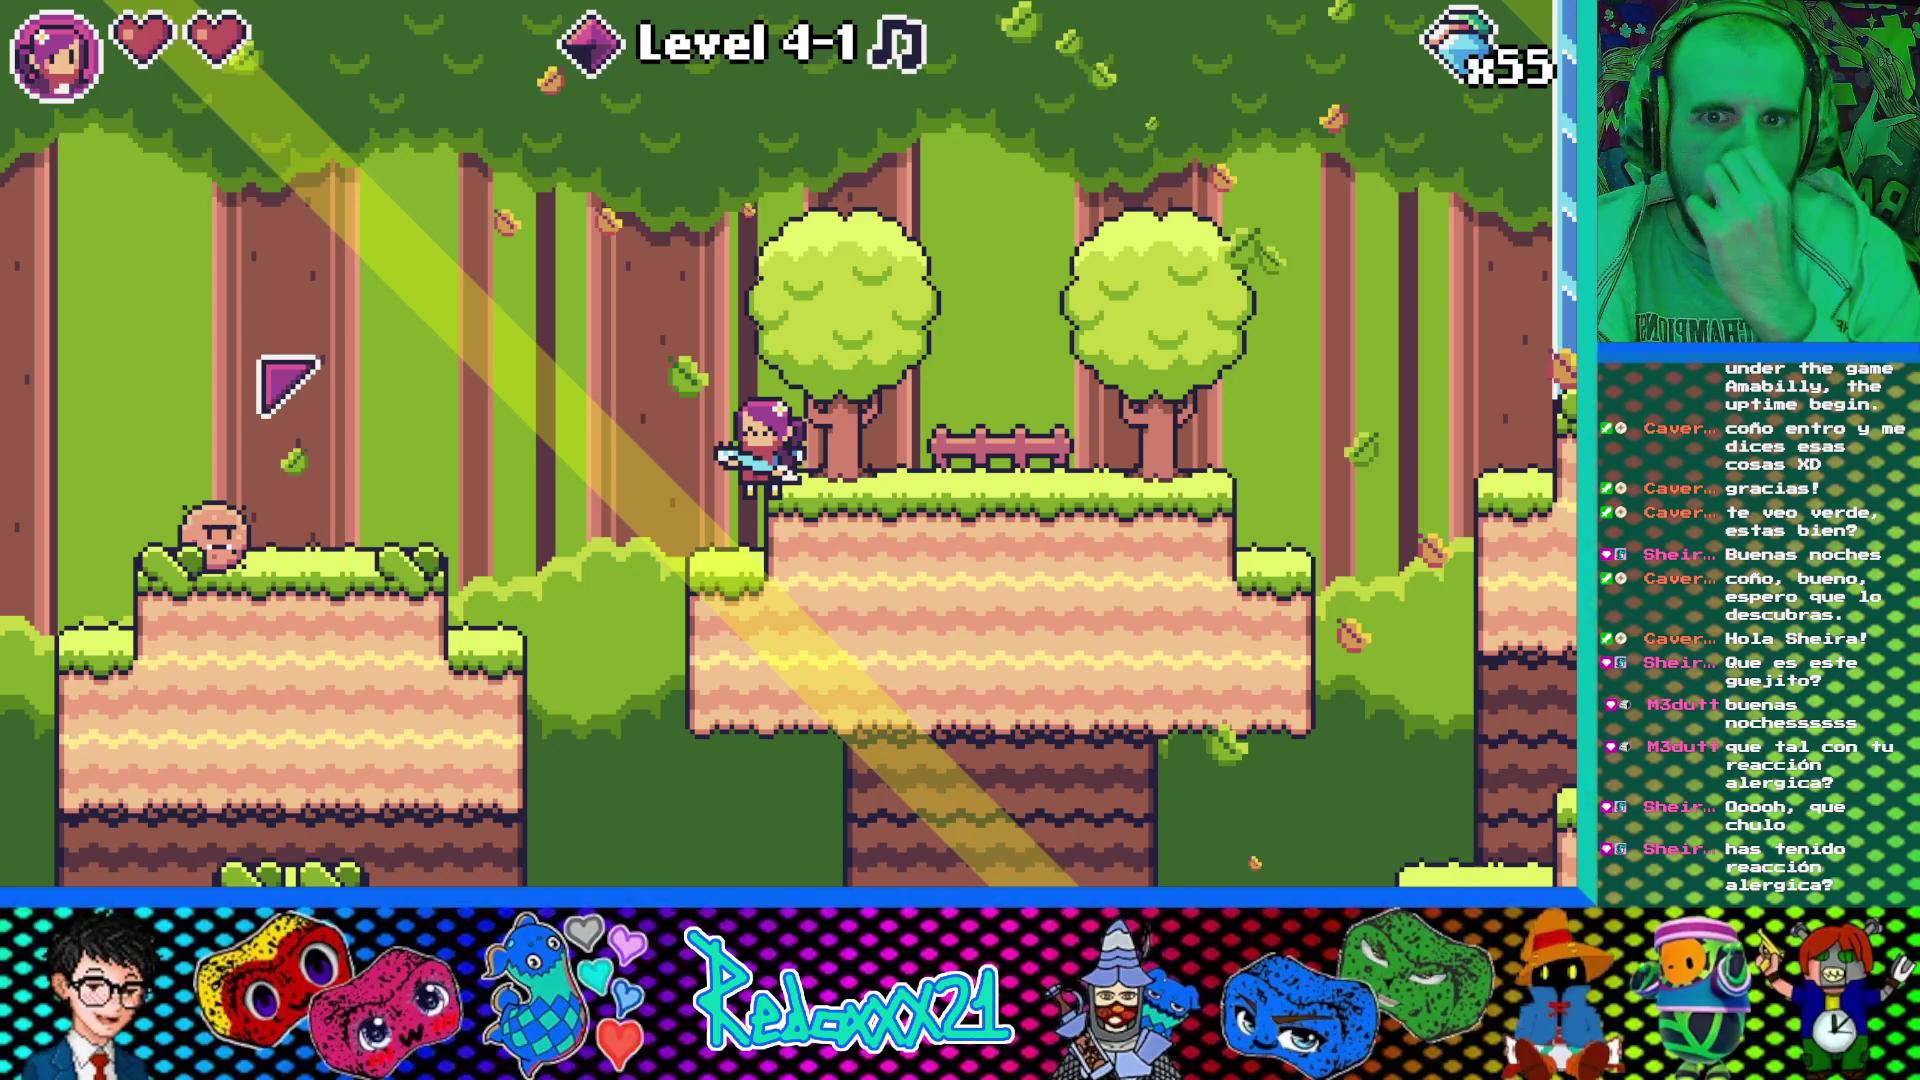 Level 4-1
x55
under the game
Amabilly, the
uptime begin.
Caver... coño entro y me
dices esas
cosas XD
Caver... gracias!
Caver... te veo verde,
estas bien?
Sheir... Buenas noches
Caver... coño, bueno,
espero que lo
descubras.
Caver... Hola Sheira!
Sheir... Que es este
guejito?
M3dutt buenas
nochessssss
M3dutt que tal con tu
reacción
alergica?
Sheir... Ooooh, que
chulo
Sheir... has tenido
reacción
alergica?
Redoxxx21